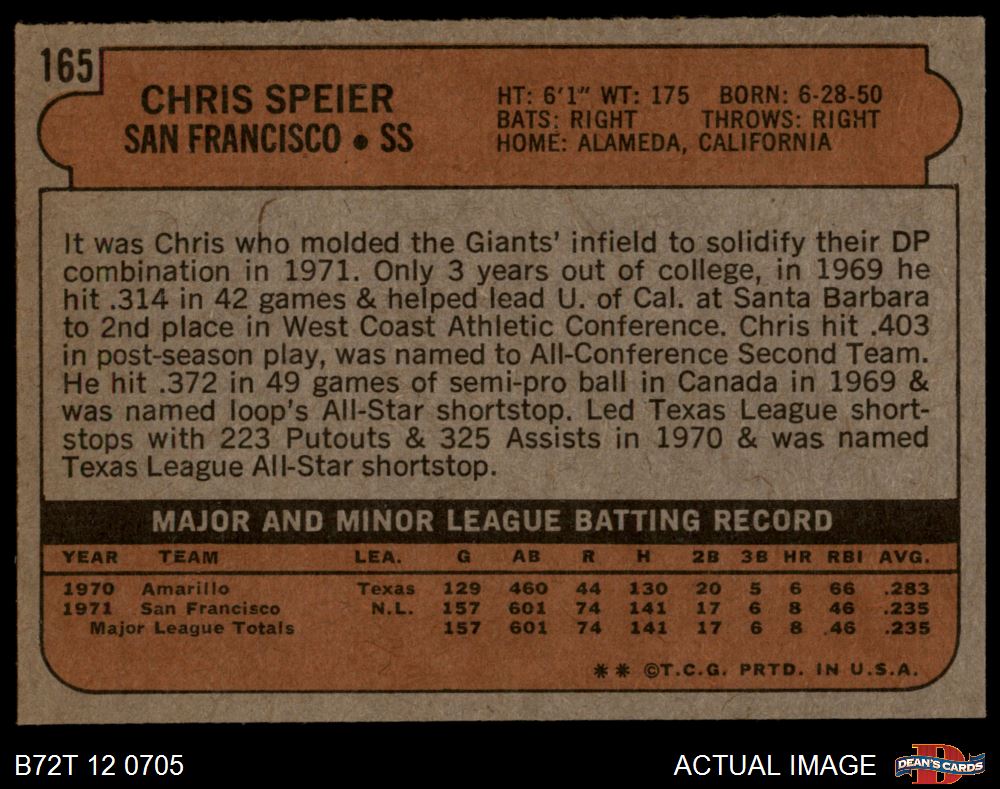 165
CHRIS SPEIER
SAN FRANCISCO • SS
HT: 6'1" WT: 175 BORN: 6-28-50
BATS: RIGHT THROWS: RIGHT
HOME: ALAMEDA, CALIFORNIA
It was Chris who molded the Giants' infield to solidify their DP
combination in 1971. Only 3 years out of college, in 1969 he
hit .314 in 42 games & helped lead U. of Cal. at Santa Barbara
to 2nd place in West Coast Athletic Conference. Chris hit .403
in post-season play, was named to All-Conference Second Team.
He hit .372 in 49 games of semi-pro ball in Canada in 1969 &
was named loop's All-Star shortstop. Led Texas League short-
stops with 223 Putouts & 325 Assists in 1970 & was named
Texas League All-Star shortstop.
MAJOR AND MINOR LEAGUE BATTING RECORD
YEAR TEAM LEA. G AB R H 2B 3B HR RBI AVG.
1970 Amarillo Texas 129 460 44 130 20 5 6 66 .283
1971 San Francisco N.L. 157 601 74 141 17 6 8 46 .235
Major League Totals 157 601 74 141 17 6 8 46 .235
** ©T.C.G. PRTD. IN U.S.A.
B72T 12 0705
ACTUAL IMAGE
DEAN'S CARDS